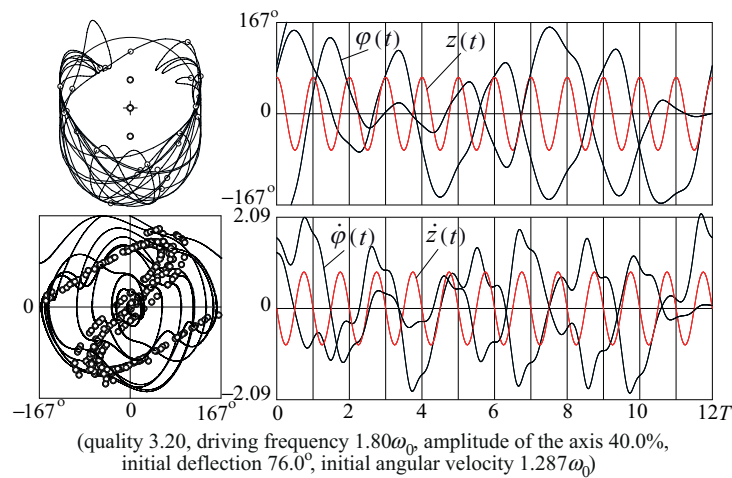 167°
φ(t)
z(t)
0
−167°
2.09
φ̇(t)
ż(t)
0
0
−2.09
−167°
0
167°
0
2
4
6
8
10
12T
(quality 3.20, driving frequency 1.80ω₀, amplitude of the axis 40.0%,
initial deflection 76.0°, initial angular velocity 1.287ω₀)